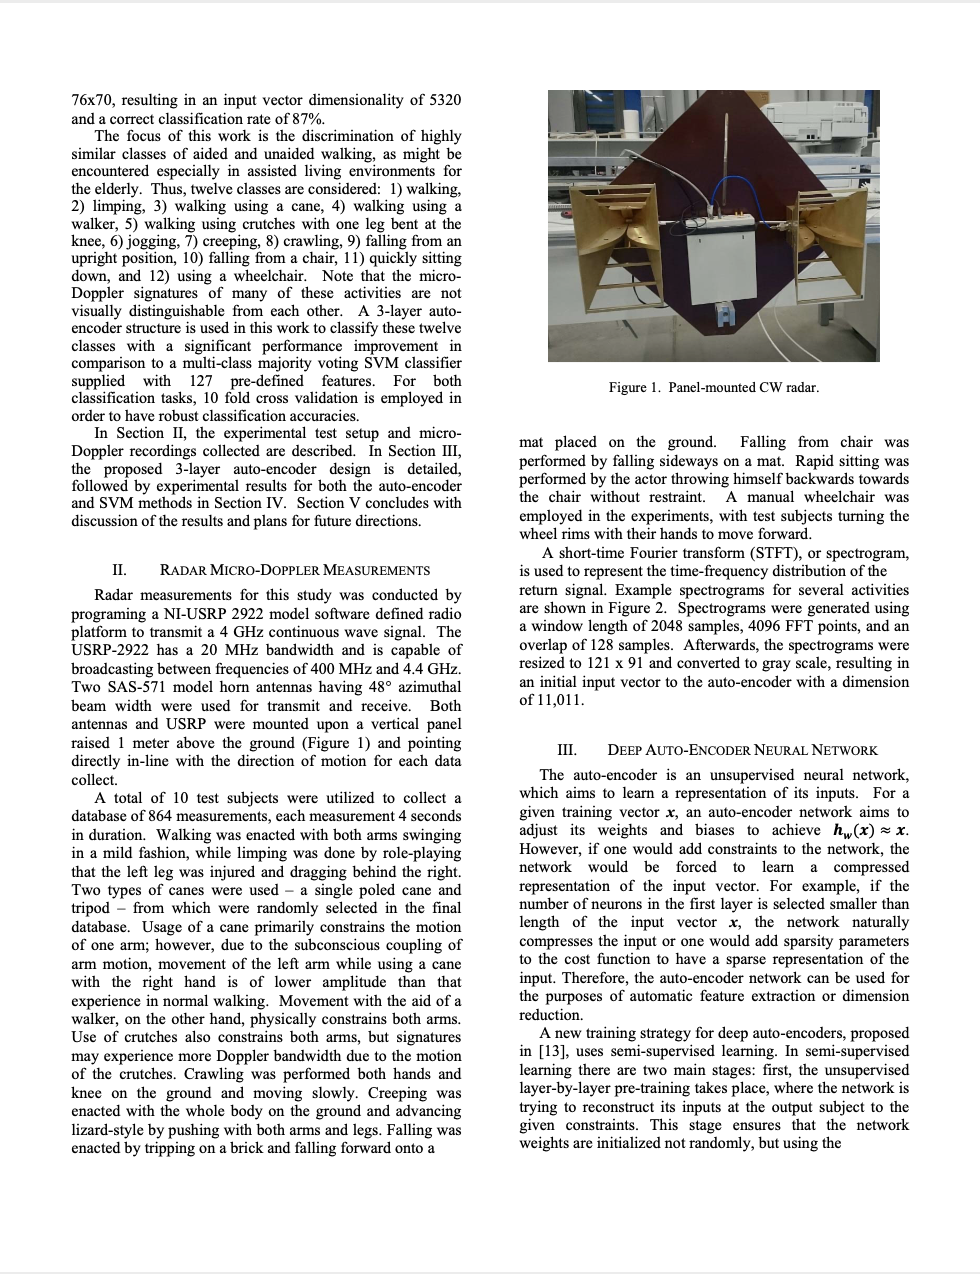 76x70, resulting in an input vector dimensionality of 5320
and a correct classification rate of 87%.
The focus of this work is the discrimination of highly
similar classes of aided and unaided walking, as might be
encountered especially in assisted living environments for
the elderly. Thus, twelve classes are considered: 1) walking,
2) limping, 3) walking using a cane, 4) walking using a
walker, 5) walking using crutches with one leg bent at the
knee, 6) jogging, 7) creeping, 8) crawling, 9) falling from an
upright position, 10) falling from a chair, 11) quickly sitting
down, and 12) using a wheelchair. Note that the micro-
Doppler signatures of many of these activities are not
visually distinguishable from each other. A 3-layer auto-
encoder structure is used in this work to classify these twelve
classes with a significant performance improvement in
comparison to a multi-class majority voting SVM classifier
supplied with 127 pre-defined features. For both
classification tasks, 10 fold cross validation is employed in
order to have robust classification accuracies.
In Section II, the experimental test setup and micro-
Doppler recordings collected are described. In Section III,
the proposed 3-layer auto-encoder design is detailed,
followed by experimental results for both the auto-encoder
and SVM methods in Section IV. Section V concludes with
discussion of the results and plans for future directions.
II. RADAR MICRO-DOPPLER MEASUREMENTS
Radar measurements for this study was conducted by
programing a NI-USRP 2922 model software defined radio
platform to transmit a 4 GHz continuous wave signal. The
USRP-2922 has a 20 MHz bandwidth and is capable of
broadcasting between frequencies of 400 MHz and 4.4 GHz.
Two SAS-571 model horn antennas having 48° azimuthal
beam width were used for transmit and receive. Both
antennas and USRP were mounted upon a vertical panel
raised 1 meter above the ground (Figure 1) and pointing
directly in-line with the direction of motion for each data
collect.
A total of 10 test subjects were utilized to collect a
database of 864 measurements, each measurement 4 seconds
in duration. Walking was enacted with both arms swinging
in a mild fashion, while limping was done by role-playing
that the left leg was injured and dragging behind the right.
Two types of canes were used – a single poled cane and
tripod – from which were randomly selected in the final
database. Usage of a cane primarily constrains the motion
of one arm; however, due to the subconscious coupling of
arm motion, movement of the left arm while using a cane
with the right hand is of lower amplitude than that
experience in normal walking. Movement with the aid of a
walker, on the other hand, physically constrains both arms.
Use of crutches also constrains both arms, but signatures
may experience more Doppler bandwidth due to the motion
of the crutches. Crawling was performed both hands and
knee on the ground and moving slowly. Creeping was
enacted with the whole body on the ground and advancing
lizard-style by pushing with both arms and legs. Falling was
enacted by tripping on a brick and falling forward onto a
Figure 1. Panel-mounted CW radar.
mat placed on the ground. Falling from chair was
performed by falling sideways on a mat. Rapid sitting was
performed by the actor throwing himself backwards towards
the chair without restraint. A manual wheelchair was
employed in the experiments, with test subjects turning the
wheel rims with their hands to move forward.
A short-time Fourier transform (STFT), or spectrogram,
is used to represent the time-frequency distribution of the
return signal. Example spectrograms for several activities
are shown in Figure 2. Spectrograms were generated using
a window length of 2048 samples, 4096 FFT points, and an
overlap of 128 samples. Afterwards, the spectrograms were
resized to 121 x 91 and converted to gray scale, resulting in
an initial input vector to the auto-encoder with a dimension
of 11,011.
III. DEEP AUTO-ENCODER NEURAL NETWORK
The auto-encoder is an unsupervised neural network,
which aims to learn a representation of its inputs. For a
given training vector x, an auto-encoder network aims to
adjust its weights and biases to achieve h_w(x) ≈ x.
However, if one would add constraints to the network, the
network would be forced to learn a compressed
representation of the input vector. For example, if the
number of neurons in the first layer is selected smaller than
length of the input vector x, the network naturally
compresses the input or one would add sparsity parameters
to the cost function to have a sparse representation of the
input. Therefore, the auto-encoder network can be used for
the purposes of automatic feature extraction or dimension
reduction.
A new training strategy for deep auto-encoders, proposed
in [13], uses semi-supervised learning. In semi-supervised
learning there are two main stages: first, the unsupervised
layer-by-layer pre-training takes place, where the network is
trying to reconstruct its inputs at the output subject to the
given constraints. This stage ensures that the network
weights are initialized not randomly, but using the